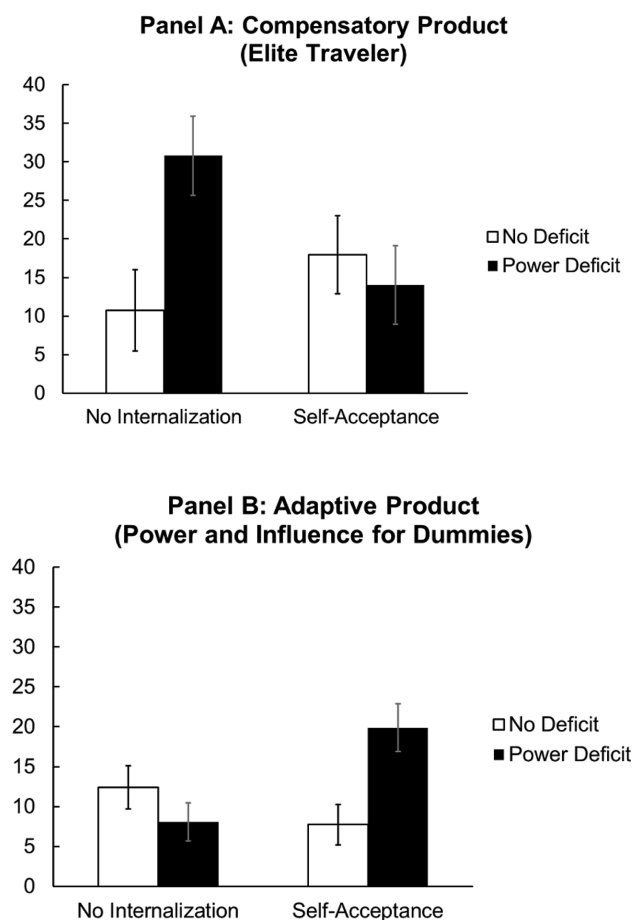 Panel A: Compensatory Product
(Elite Traveler)
40
35
30
25
20
15
10
5
0
No Deficit
Power Deficit
No Internalization
Self-Acceptance
Panel B: Adaptive Product
(Power and Influence for Dummies)
40
35
30
25
20
15
10
5
0
No Deficit
Power Deficit
No Internalization
Self-Acceptance